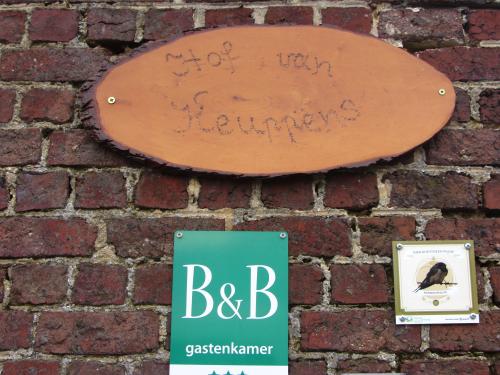 Hof van
Keuppens
B&B
gastenkamer